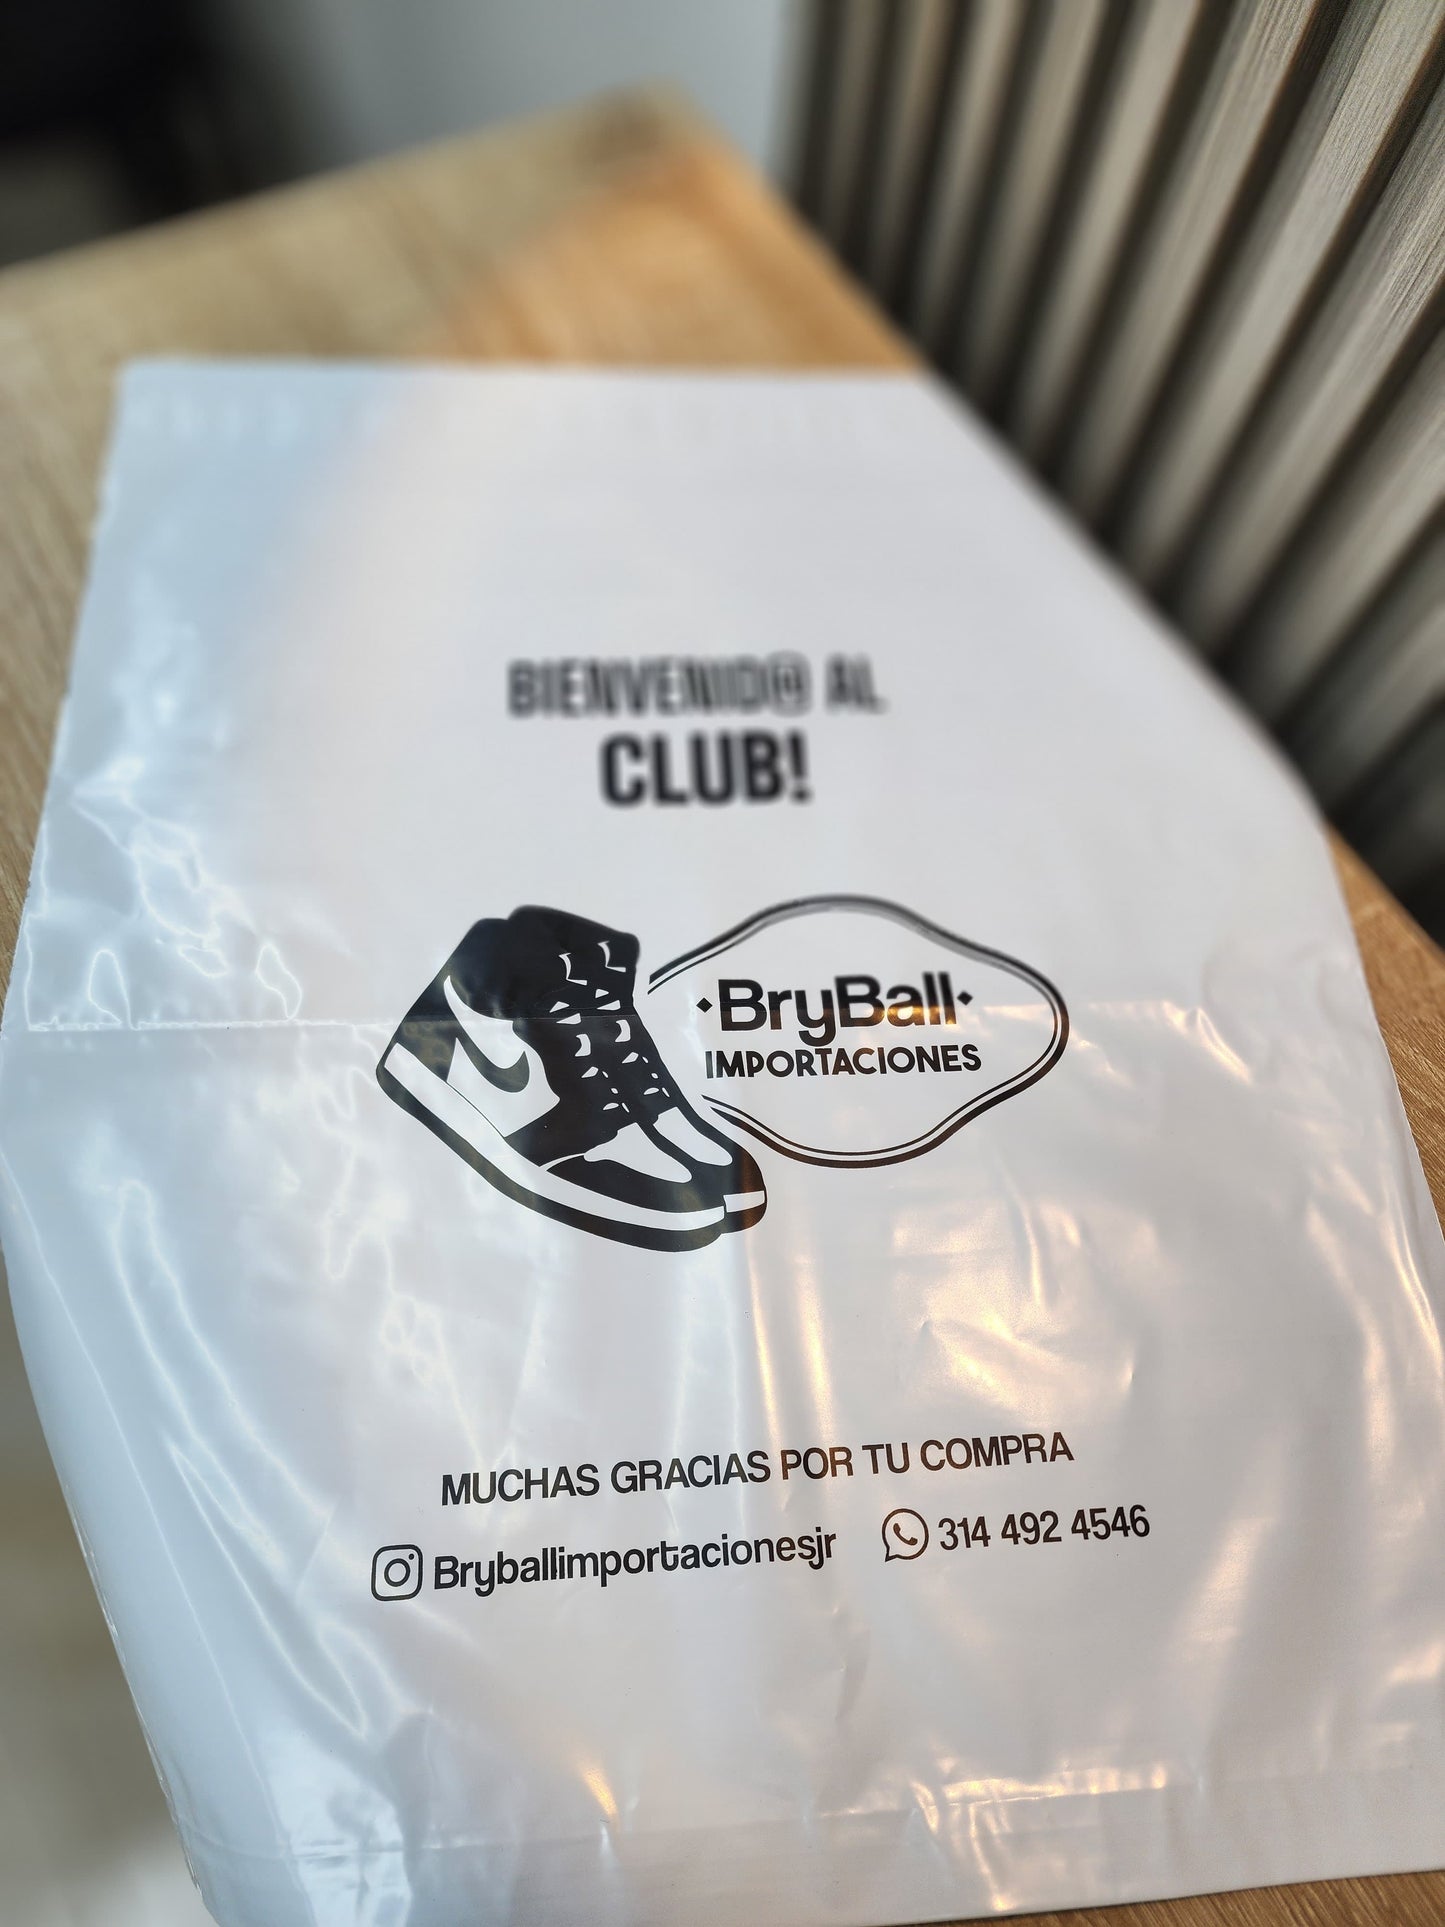 BIENVENID@ AL
CLUB!
BryBall
IMPORTACIONES
MUCHAS GRACIAS POR TU COMPRA
Bryballimportacionesjr 314 492 4546